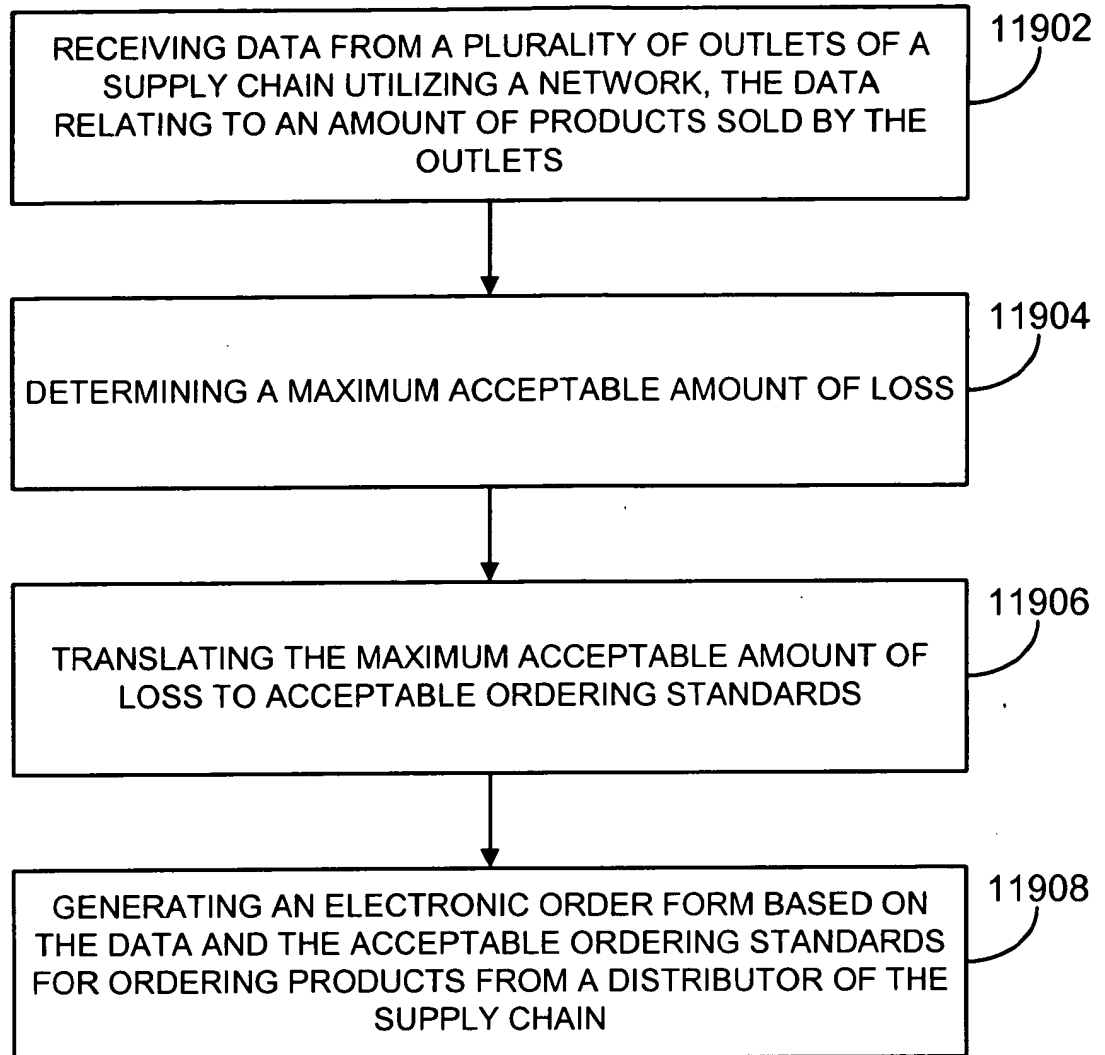 RECEIVING DATA FROM A PLURALITY OF OUTLETS OF A
SUPPLY CHAIN UTILIZING A NETWORK, THE DATA
RELATING TO AN AMOUNT OF PRODUCTS SOLD BY THE
OUTLETS
11902
DETERMINING A MAXIMUM ACCEPTABLE AMOUNT OF LOSS
11904
TRANSLATING THE MAXIMUM ACCEPTABLE AMOUNT OF
LOSS TO ACCEPTABLE ORDERING STANDARDS
11906
GENERATING AN ELECTRONIC ORDER FORM BASED ON
THE DATA AND THE ACCEPTABLE ORDERING STANDARDS
FOR ORDERING PRODUCTS FROM A DISTRIBUTOR OF THE
SUPPLY CHAIN
11908